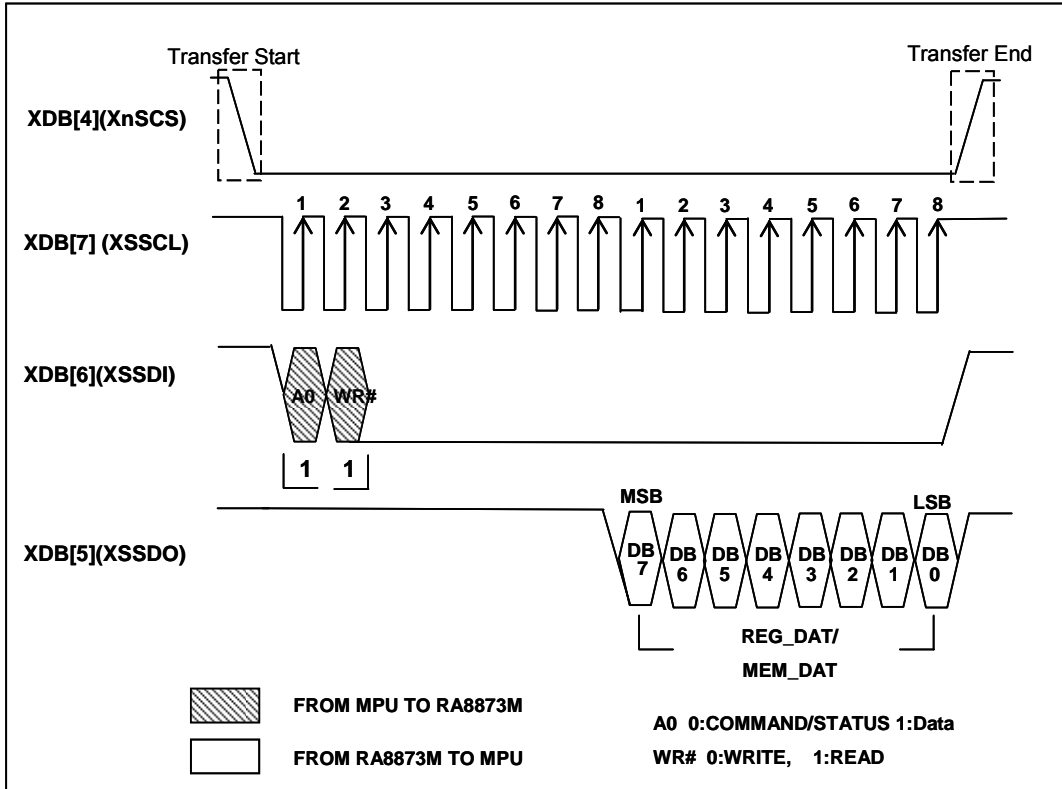 Transfer Start
Transfer End
XDB[4](XnSCS)
1 2 3 4 5 6 7 8 1 2 3 4 5 6 7 8
XDB[7] (XSSCL)
XDB[6](XSSDI)
A0 WR#
1 1
MSB LSB
XDB[5](XSSDO)
DB 7 DB 6 DB 5 DB 4 DB 3 DB 2 DB 1 DB 0
REG_DAT/
MEM_DAT
FROM MPU TO RA8873M
A0 0:COMMAND/STATUS 1:Data
FROM RA8873M TO MPU
WR# 0:WRITE, 1:READ